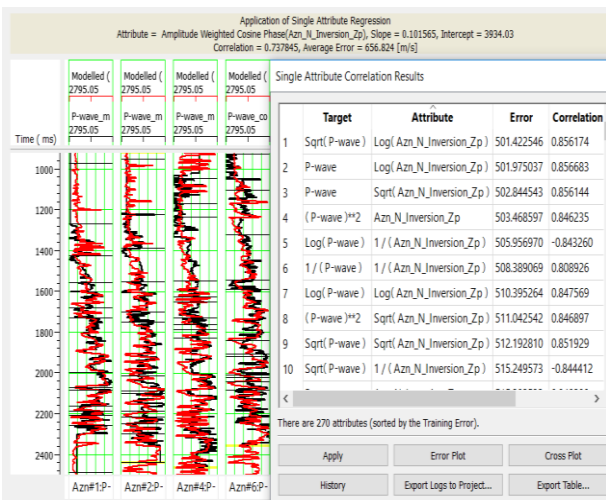 Application of Single Attribute Regression
Attribute = Amplitude Weighted Cosine Phase(Azn_N_Inversion_Zp), Slope = 0.101565, Intercept = 3934.03
Correlation = 0.737845, Average Error = 656.824 [m/s]
Modelled ( Modelled ( Modelled ( Modelled (
2795.05 2795.05 2795.05 2795.05
P-wave_m P-wave_m P-wave_m P-wave_co
2795.05 2795.05 2795.05 2795.05
Time ( ms)
1000
1200
1400
1600
1800
2000
2200
2400
Azn#1:P- Azn#2:P- Azn#4:P- Azn#6:P-
Single Attribute Correlation Results
Target Attribute Error Correlation
1 Sqrt( P-wave ) Log( Azn_N_Inversion_Zp ) 501.422546 0.856174
2 P-wave Log( Azn_N_Inversion_Zp ) 501.975037 0.856683
3 P-wave Sqrt( Azn_N_Inversion_Zp ) 502.844543 0.856144
4 ( P-wave )**2 Azn_N_Inversion_Zp 503.468597 0.846235
5 Log( P-wave ) 1 / ( Azn_N_Inversion_Zp ) 505.956970 -0.843260
6 1 / ( P-wave ) 1 / ( Azn_N_Inversion_Zp ) 508.389069 0.808926
7 Log( P-wave ) Log( Azn_N_Inversion_Zp ) 510.395264 0.847569
8 ( P-wave )**2 Sqrt( Azn_N_Inversion_Zp ) 511.042542 0.846897
9 Sqrt( P-wave ) Sqrt( Azn_N_Inversion_Zp ) 512.192810 0.851929
10 Sqrt( P-wave ) 1 / ( Azn_N_Inversion_Zp ) 515.249573 -0.844412
There are 270 attributes (sorted by the Training Error).
Apply Error Plot Cross Plot
History Export Logs to Project... Export Table...